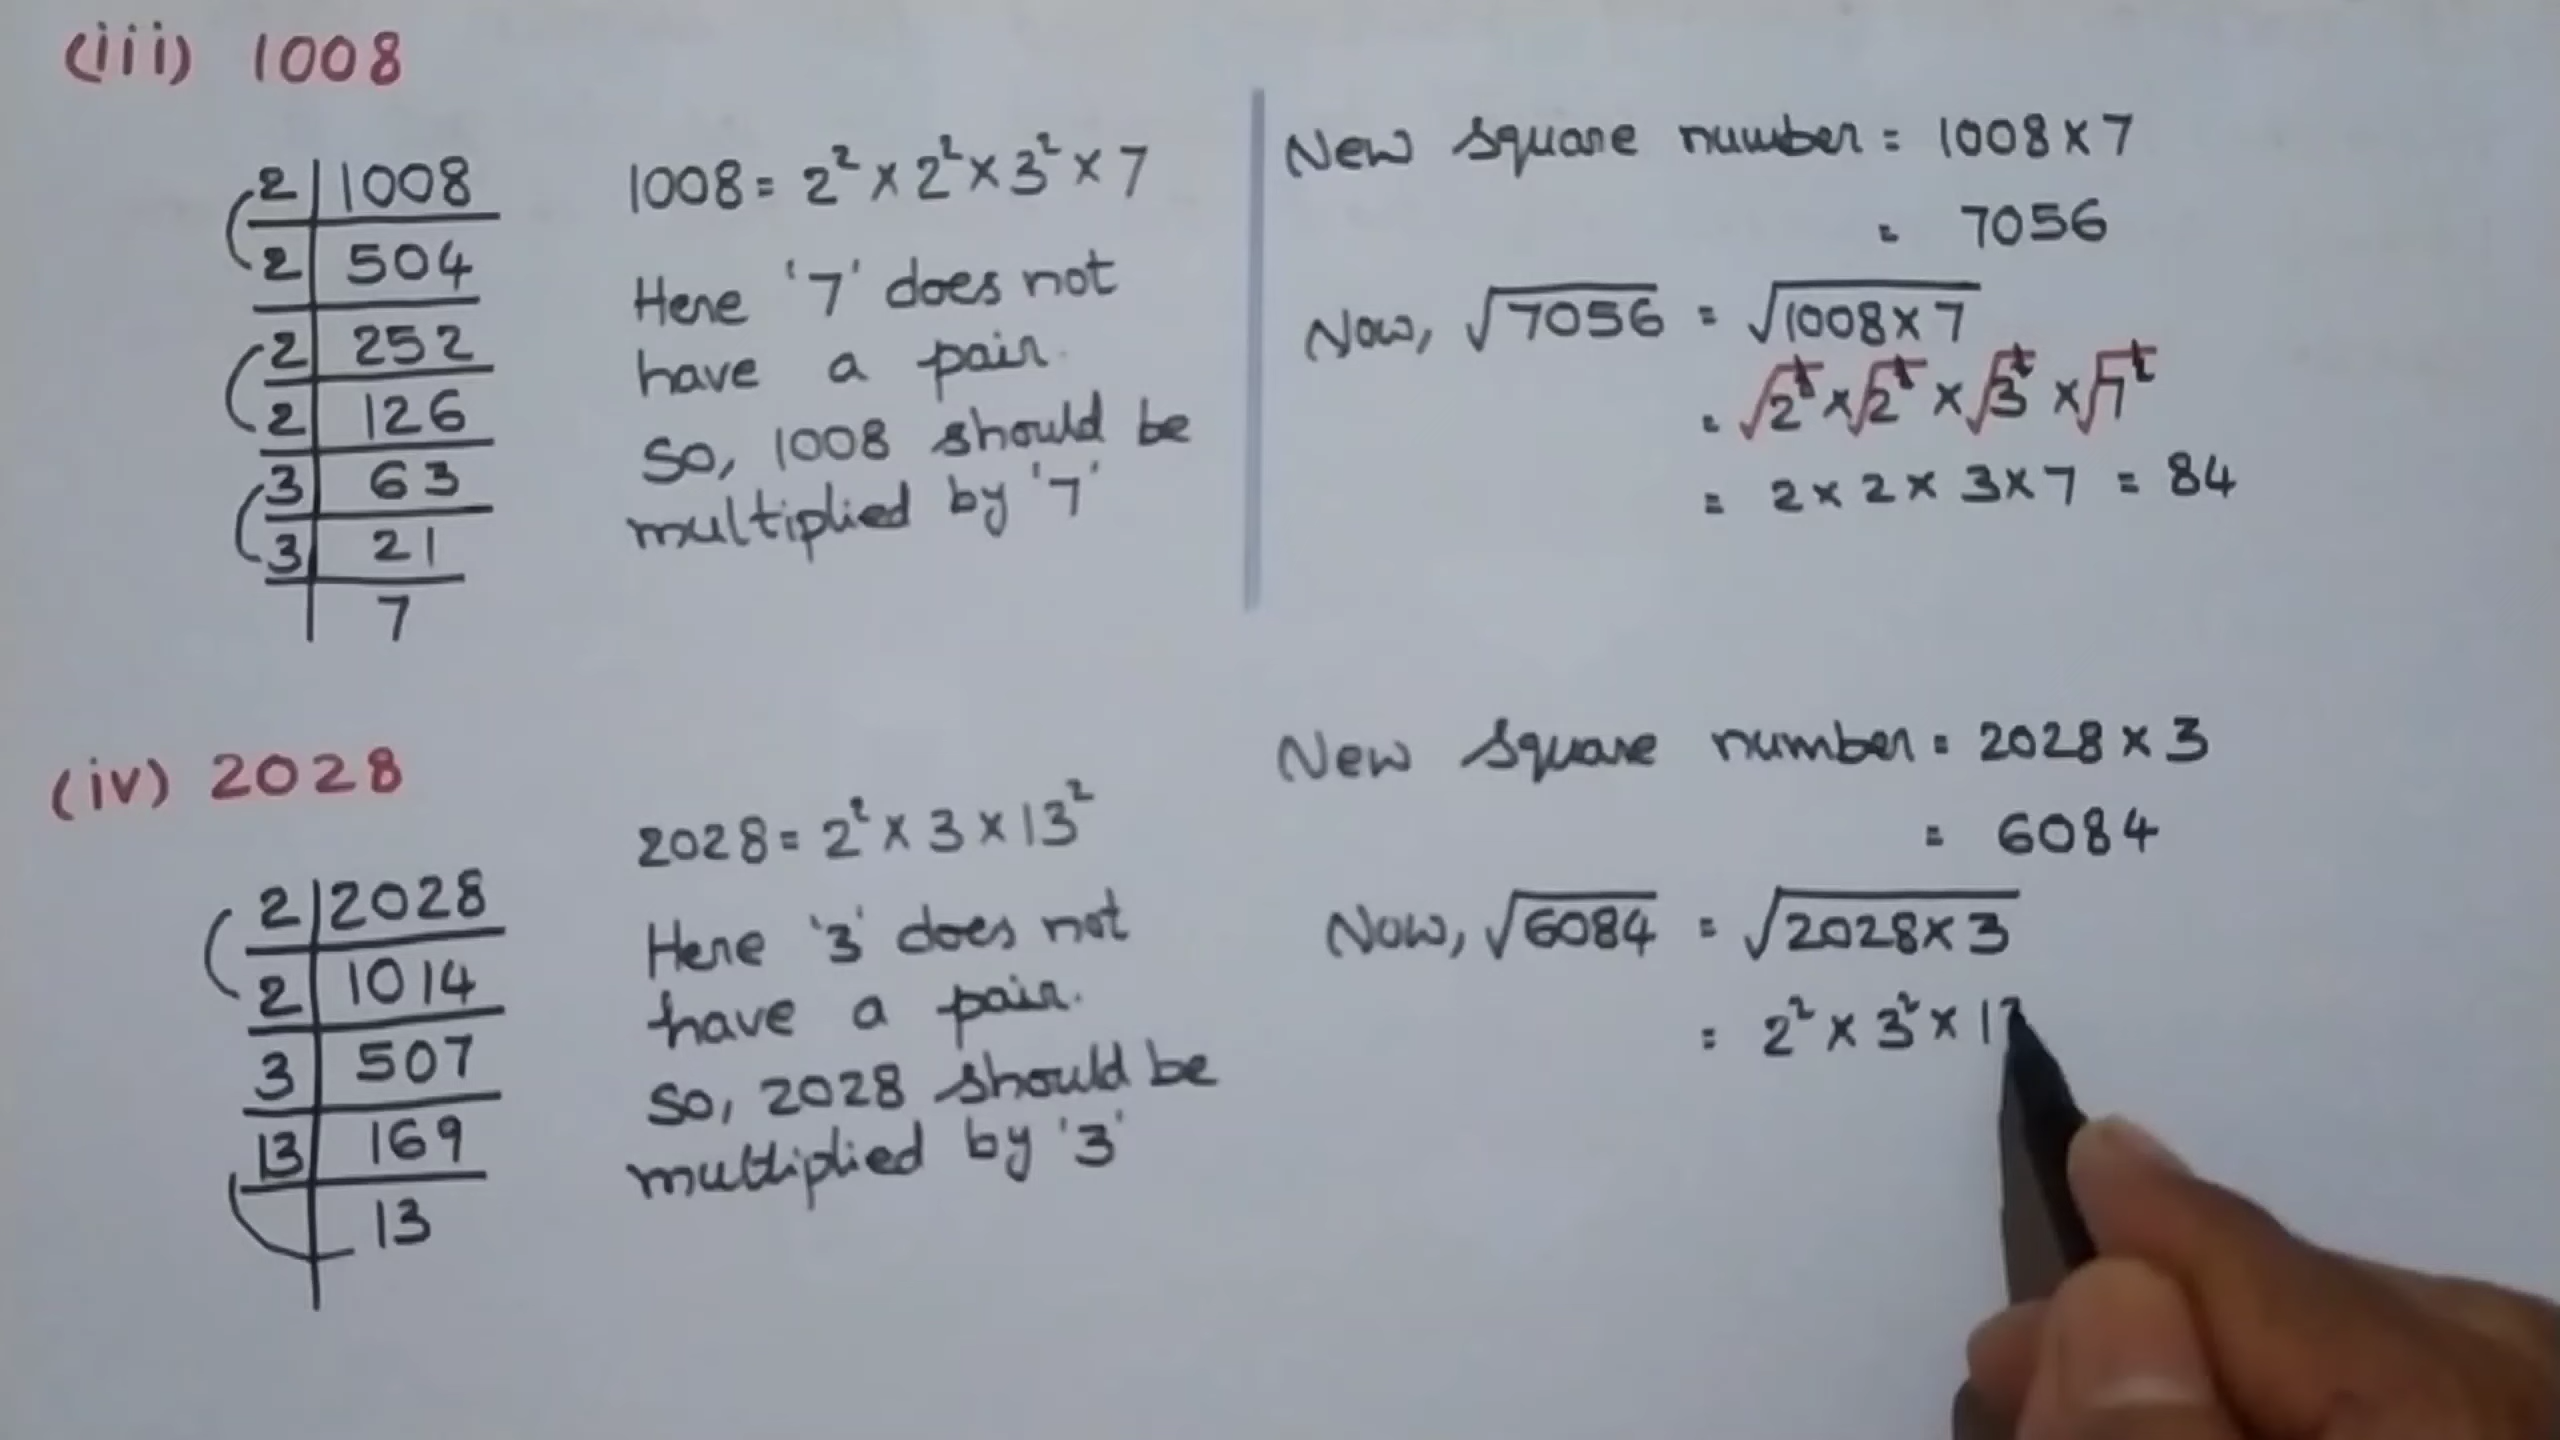 (iii) 1008
2 | 1008
2 | 504
2 | 252
2 | 126
3 | 63
3 | 21
| 7
1008 = 2² × 2² × 3² × 7
Here '7' does not
have a pair.
So, 1008 should be
multiplied by '7'
New square number = 1008 × 7
= 7056
Now, √7056 = √1008 × 7
= √2² × √2² × √3² × √7²
= 2 × 2 × 3 × 7 = 84
(iv) 2028
2 | 2028
2 | 1014
3 | 507
13 | 169
| 13
2028 = 2² × 3 × 13²
Here '3' does not
have a pair.
So, 2028 should be
multiplied by '3'
New square number = 2028 × 3
= 6084
Now, √6084 = √2028 × 3
= 2² × 3² × 13